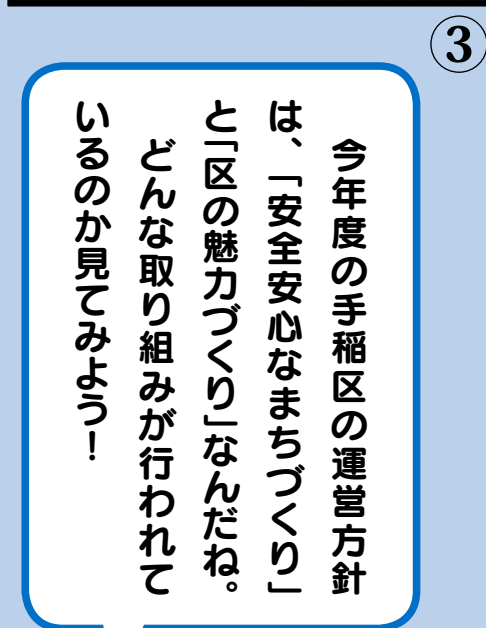 ③
今年度の手稲区の運営方針
は、「安全安心なまちづくり」
と「区の魅力づくり」なんだね。
どんな取り組みが行われて
いるのか見てみよう！